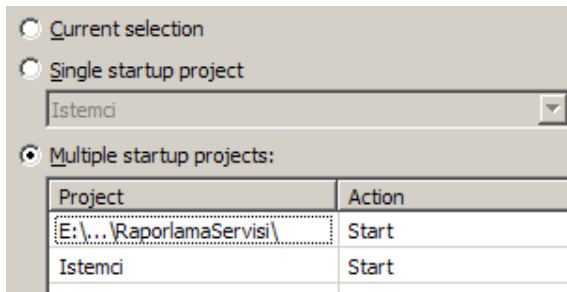 Current selection
Single startup project
Istemci
Multiple startup projects:
Project Action
E:\...\RaporlamaServisi\ Start
Istemci Start